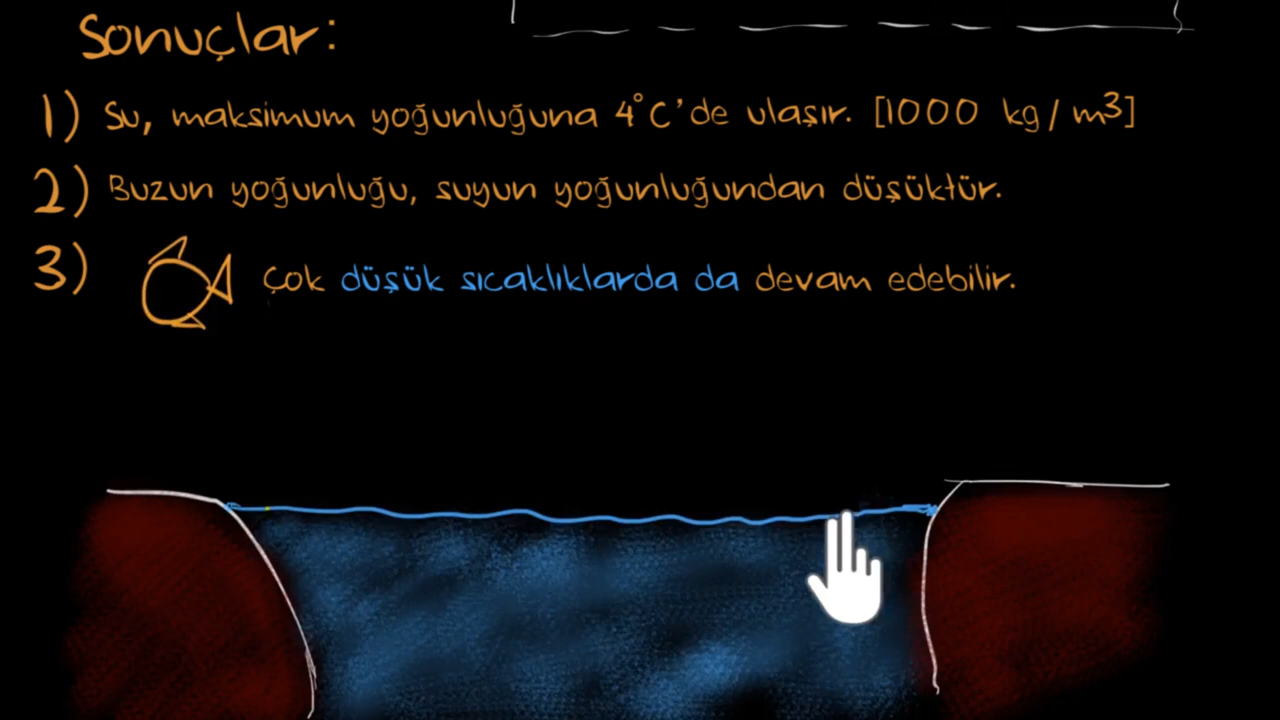 Sonuçlar:
1) Su, maksimum yoğunluğuna 4°C'de ulaşır. [1000 kg/m³]
2) Buzun yoğunluğu, suyun yoğunluğundan düşüktür.
3) Çok düşük sıcaklıklarda da devam edebilir.